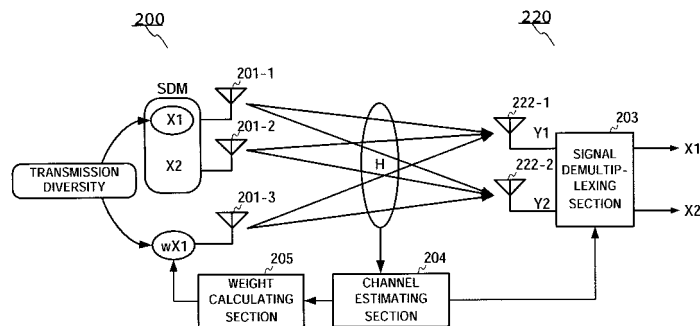 200
220
SDM
201-1
X1
201-2
X2
TRANSMISSION
DIVERSITY
201-3
wX1
H
222-1
Y1
222-2
Y2
203
SIGNAL
DEMULTIP-
LEXING
SECTION
X1
X2
205
WEIGHT
CALCULATING
SECTION
204
CHANNEL
ESTIMATING
SECTION